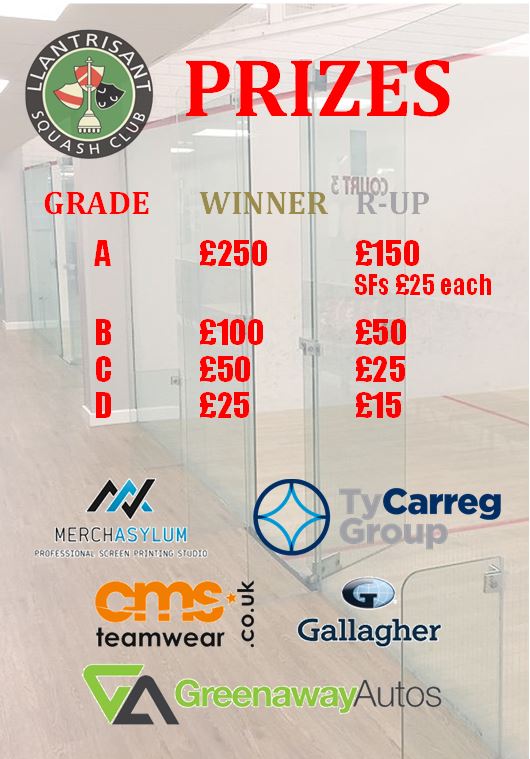 LLANTRISANT
SQUASH CLUB
PRIZES
COURT 3
GRADE WINNER R-UP
A £250 £150
SFs £25 each
B £100 £50
C £50 £25
D £25 £15
MERCHASYLUM
PROFESSIONAL SCREEN PRINTING STUDIO
TyCarreg
Group
cms
teamwear
.co.uk
G
Gallagher
GA GreenawayAutos